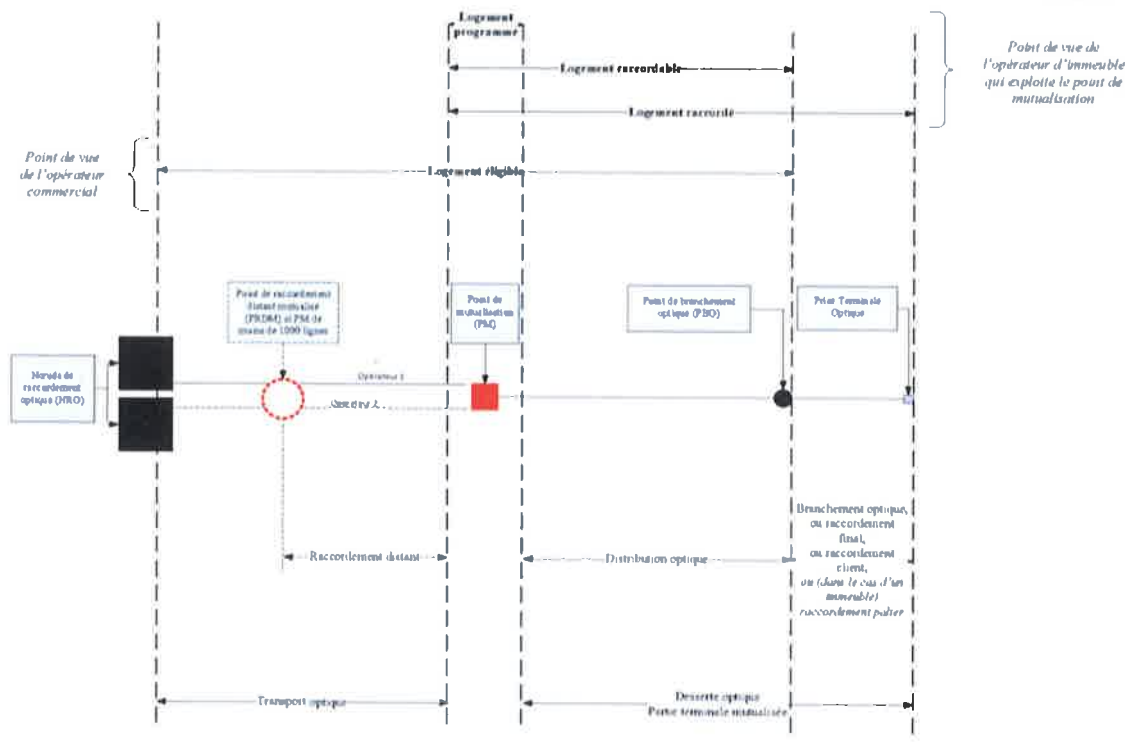 Logement
programme
Logement raccordable
Logement raccordé
Point de vue de
l'opérateur d'immeuble
qui exploite le point de
mutualisation
Point de vue
de l'opérateur
commercial
Logement éligible
Point de raccordement
distant mutualisé
(PRDM) si PM de
moins de 1000 lignes
Point de
mutualisation
(PM)
Point de branchement
optique (PBO)
Prise Terminale
Optique
Nœuds de
raccordement
optique (NRO)
Opérateur 1
Opérateur 2
Branchement optique,
ou raccordement
final,
ou raccordement
client,
ou (dans le cas d'un
immeuble)
raccordement palier
Raccordement distant
Distribution optique
Transport optique
Desserte optique
Partie terminale mutualisée